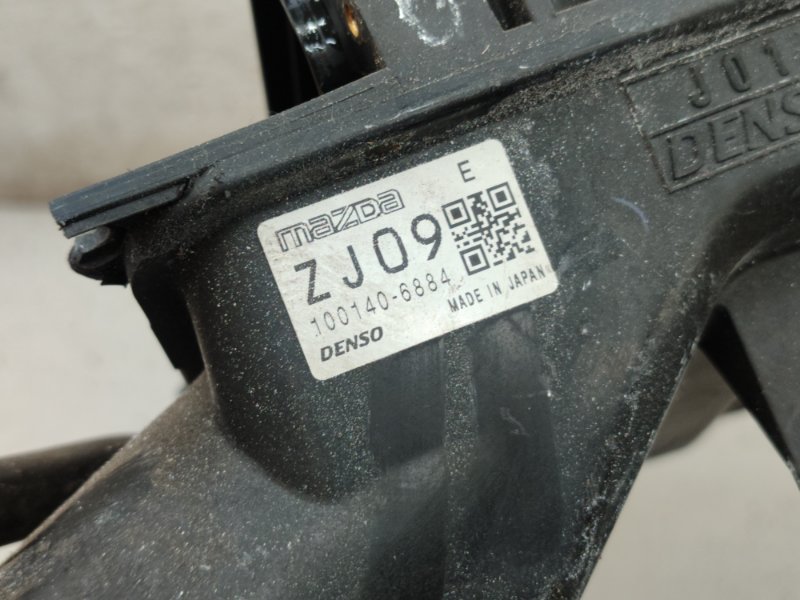 mazda E
ZJ09
100140-6884
DENSO MADE IN JAPAN
J01
DENS